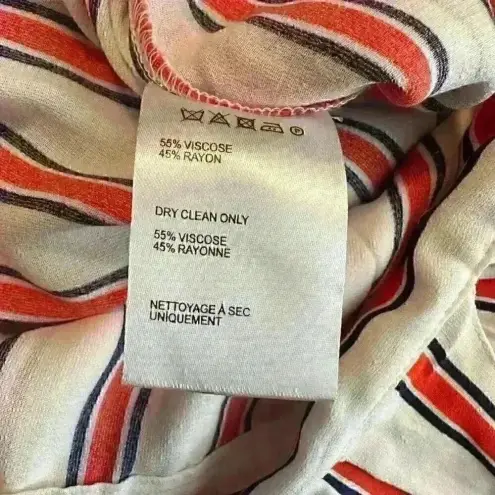 55% VISCOSE
45% RAYON
DRY CLEAN ONLY
55% VISCOSE
45% RAYONNE
NETTOYAGE À SEC
UNIQUEMENT